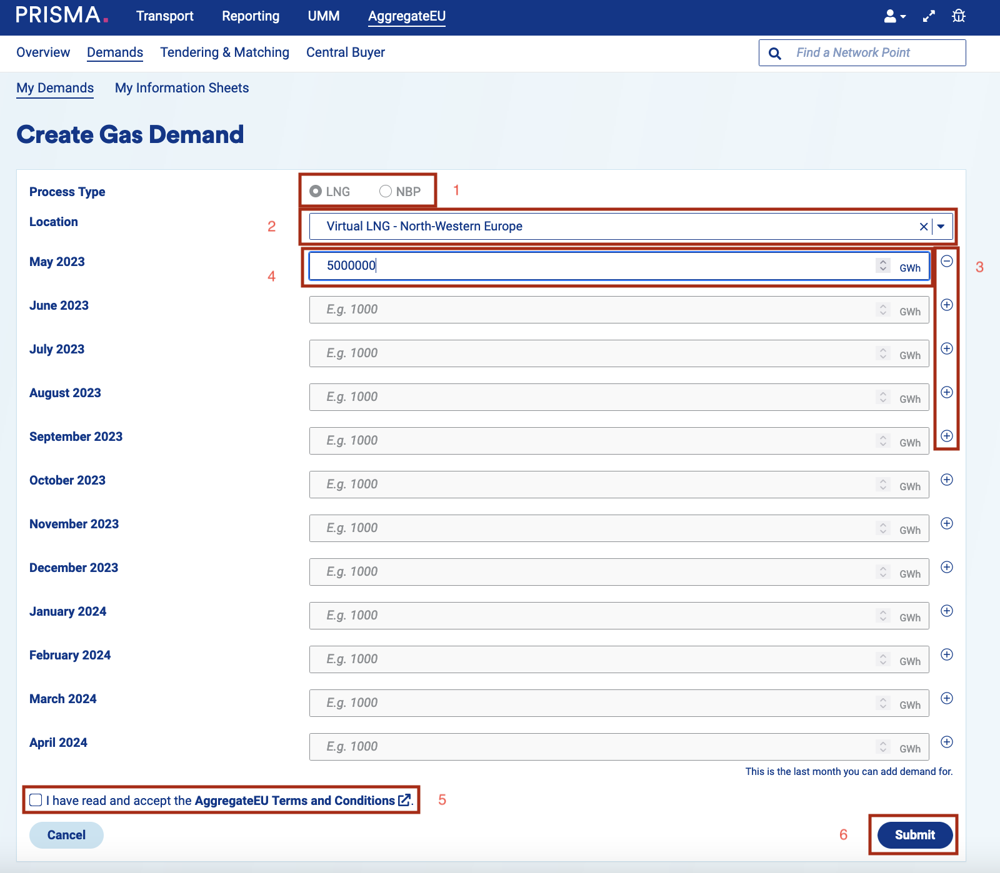 PRISMA. Transport Reporting UMM AggregateEU
Overview Demands Tendering & Matching Central Buyer Find a Network Point
My Demands My Information Sheets
Create Gas Demand
Process Type LNG NBP 1
Location 2 Virtual LNG - North-Western Europe
May 2023 4 5000000 GWh 3
June 2023 E.g. 1000 GWh
July 2023 E.g. 1000 GWh
August 2023 E.g. 1000 GWh
September 2023 E.g. 1000 GWh
October 2023 E.g. 1000 GWh
November 2023 E.g. 1000 GWh
December 2023 E.g. 1000 GWh
January 2024 E.g. 1000 GWh
February 2024 E.g. 1000 GWh
March 2024 E.g. 1000 GWh
April 2024 E.g. 1000 GWh
This is the last month you can add demand for.
I have read and accept the AggregateEU Terms and Conditions. 5
Cancel 6 Submit